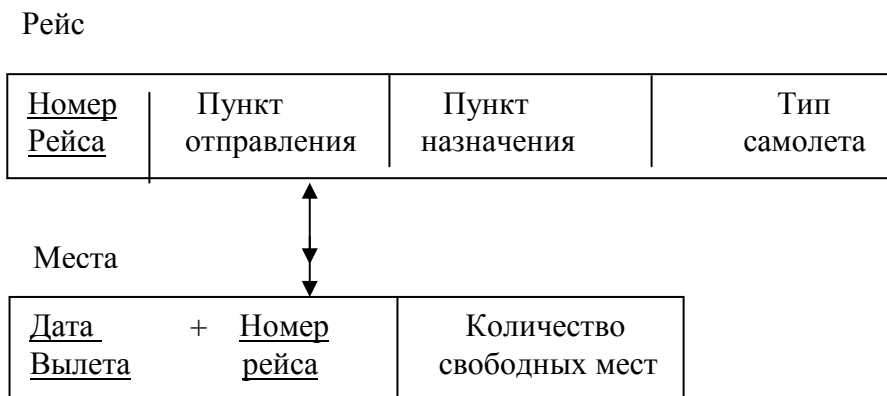 Рейс
Номер Пункт Пункт Тип
Рейса отправления назначения самолета
Места
Дата + Номер Количество
Вылета рейса свободных мест